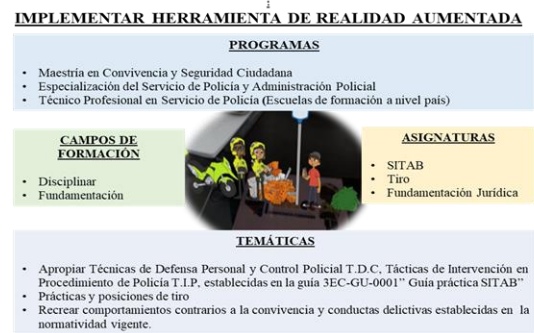 :
IMPLEMENTAR HERRAMIENTA DE REALIDAD AUMENTADA
PROGRAMAS
• Maestría en Convivencia y Seguridad Ciudadana
• Especialización del Servicio de Policía y Administración Policial
• Técnico Profesional en Servicio de Policía (Escuelas de formación a nivel país)
CAMPOS DE
FORMACIÓN
• Disciplinar
• Fundamentación
ASIGNATURAS
• SITAB
• Tiro
• Fundamentación Jurídica
TEMÁTICAS
• Apropiar Técnicas de Defensa Personal y Control Policial T.D.C, Tácticas de Intervención en
Procedimiento de Policía T.I.P, establecidas en la guía 3EC-GU-0001” Guía práctica SITAB”
• Prácticas y posiciones de tiro
• Recrear comportamientos contrarios a la convivencia y conductas delictivas establecidas en la
normatividad vigente.